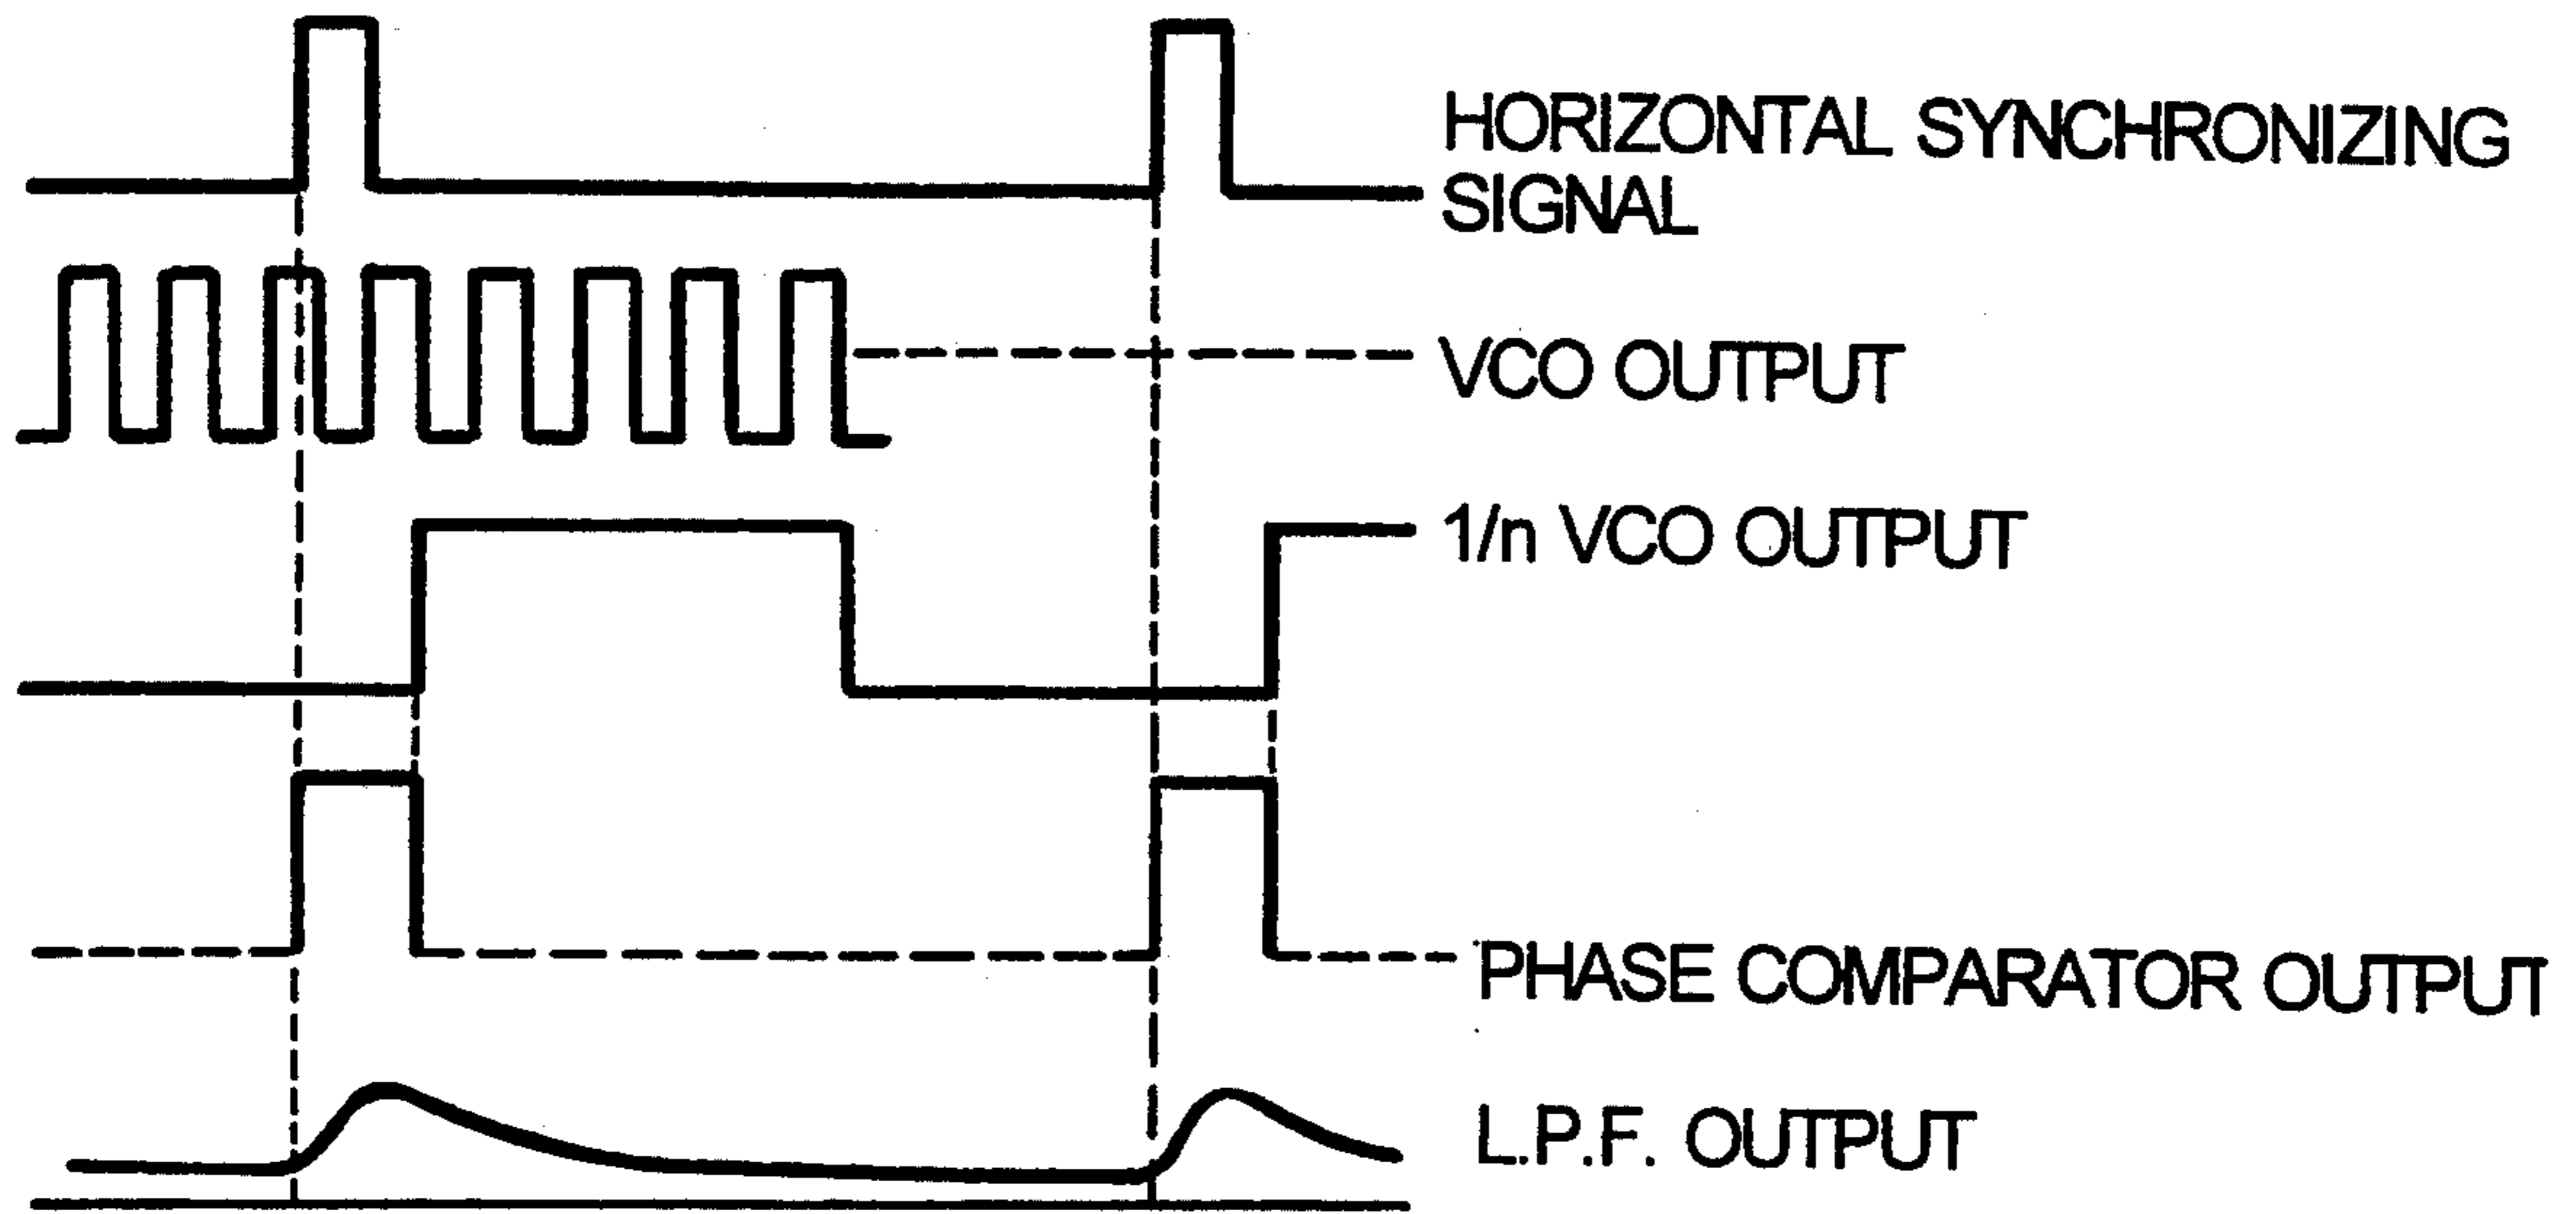 HORIZONTAL SYNCHRONIZING
SIGNAL
VCO OUTPUT
1/n VCO OUTPUT
PHASE COMPARATOR OUTPUT
L.P.F. OUTPUT